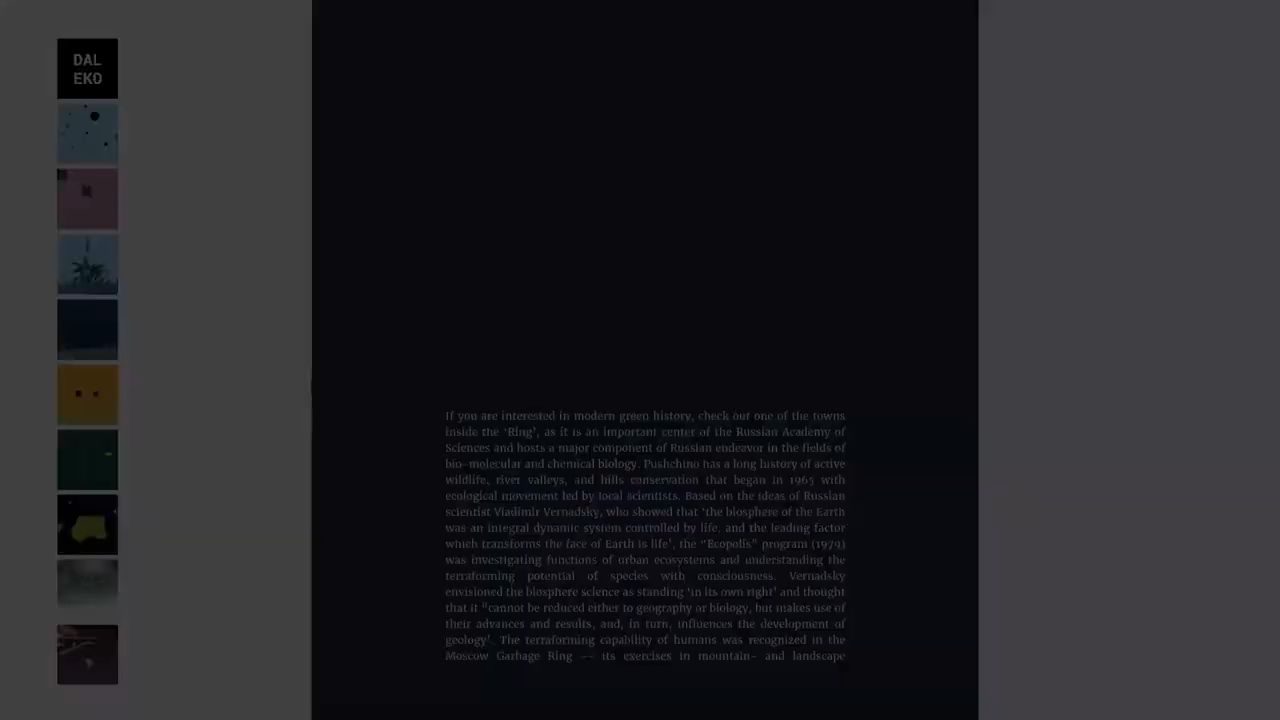 DAL
EKO
If you are interested in modern green history, check out one of the towns
inside the ‘Ring’, as it is an important center of the Russian Academy of
Sciences and hosts a major component of Russian endeavor in the fields of
bio-molecular and chemical biology. Pushchino has a long history of active
wildlife, river valleys, and hills conservation that began in 1965 with
ecological movement led by local scientists. Based on the ideas of Russian
scientist Vladimir Vernadsky, who showed that ‘the biosphere of the Earth
was an integral dynamic system controlled by life, and the leading factor
which transforms the face of Earth is life’, the “Ecopolis” program (1979)
was investigating functions of urban ecosystems and understanding the
terraforming potential of species with consciousness. Vernadsky
envisioned the biosphere science as standing ‘in its own right’ and thought
that it “cannot be reduced either to geography or biology, but makes use of
their advances and results, and, in turn, influences the development of
geology’. The terraforming capability of humans was recognized in the
Moscow Garbage Ring –– its exercises in mountain- and landscape